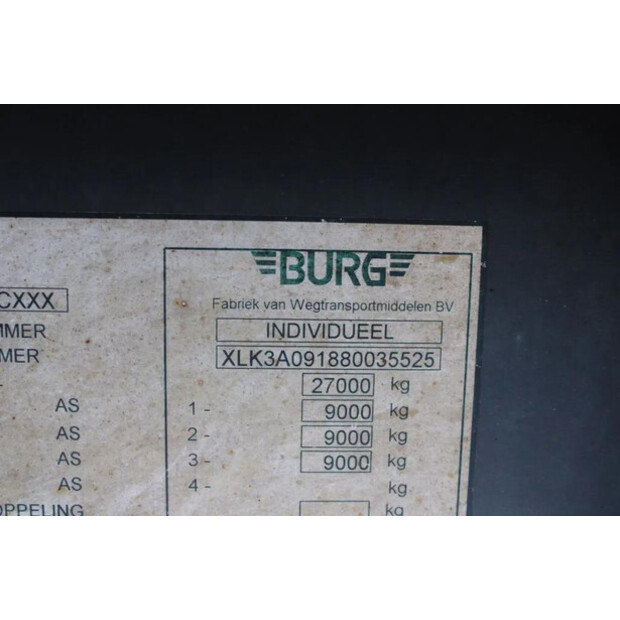 BURG
Fabriek van Wegtransportmiddelen BV
CXXX
MMER INDIVIDUEEL
MER XLK3A091880035525
27000 kg
AS 1 - 9000 kg
AS 2 - 9000 kg
AS 3 - 9000 kg
AS 4 - kg
OPPELING kg